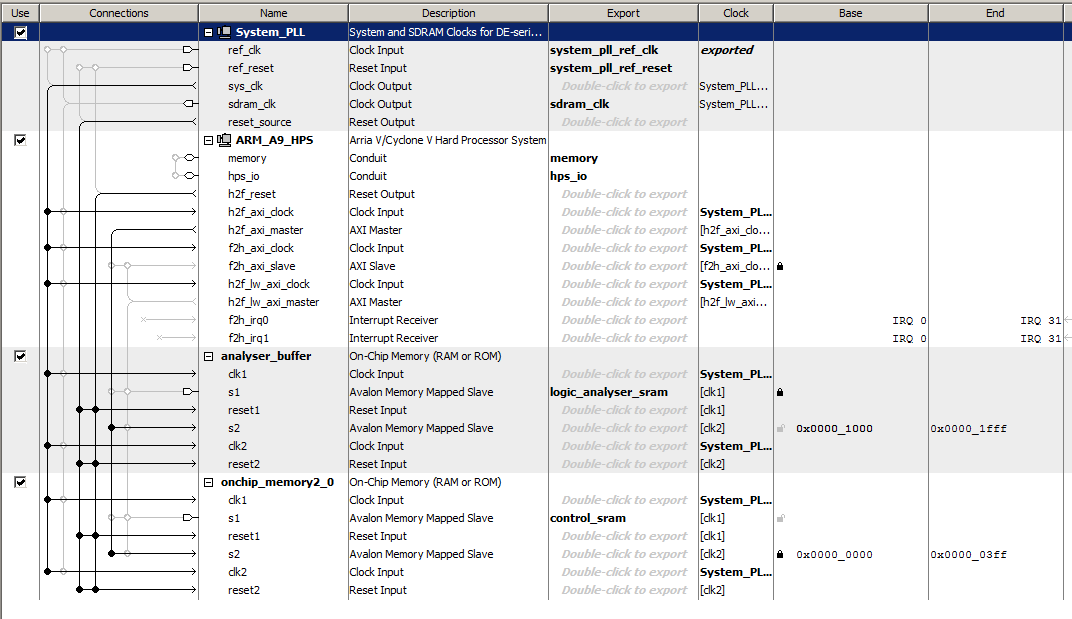 Use Connections Name Description Export Clock Base End
System_PLL System and SDRAM Clocks for DE-seri...
ref_clk Clock Input system_pll_ref_clk exported
ref_reset Reset Input system_pll_ref_reset
sys_clk Clock Output Double-click to export System_PLL...
sdram_clk Clock Output sdram_clk System_PLL...
reset_source Reset Output Double-click to export
ARM_A9_HPS Arria V/Cyclone V Hard Processor System
memory Conduit memory
hps_io Conduit hps_io
h2f_reset Reset Output Double-click to export
h2f_axi_clock Clock Input Double-click to export System_PL...
h2f_axi_master AXI Master Double-click to export [h2f_axi_clo...
f2h_axi_clock Clock Input Double-click to export System_PL...
f2h_axi_slave AXI Slave Double-click to export [f2h_axi_clo...
h2f_lw_axi_clock Clock Input Double-click to export System_PL...
h2f_lw_axi_master AXI Master Double-click to export [h2f_lw_axi...
f2h_irq0 Interrupt Receiver Double-click to export IRQ 0 IRQ 31
f2h_irq1 Interrupt Receiver Double-click to export IRQ 0 IRQ 31
analyser_buffer On-Chip Memory (RAM or ROM)
clk1 Clock Input Double-click to export System_PL...
s1 Avalon Memory Mapped Slave logic_analyser_sram [clk1]
reset1 Reset Input Double-click to export [clk1]
s2 Avalon Memory Mapped Slave Double-click to export [clk2] 0x0000_1000 0x0000_1fff
clk2 Clock Input Double-click to export System_PL...
reset2 Reset Input Double-click to export [clk2]
onchip_memory2_0 On-Chip Memory (RAM or ROM)
clk1 Clock Input Double-click to export System_PL...
s1 Avalon Memory Mapped Slave control_sram [clk1]
reset1 Reset Input Double-click to export [clk1]
s2 Avalon Memory Mapped Slave Double-click to export [clk2] 0x0000_0000 0x0000_03ff
clk2 Clock Input Double-click to export System_PL...
reset2 Reset Input Double-click to export [clk2]